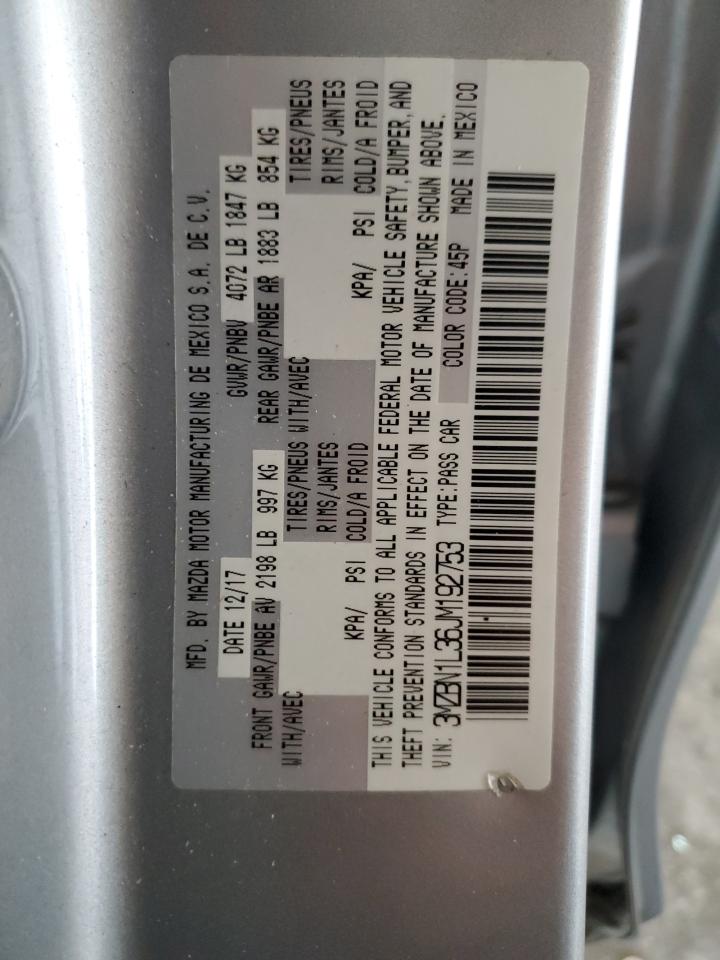 MFD. BY MAZDA MOTOR MANUFACTURING DE MEXICO S.A. DE C.V.
DATE 12/17 GVWR/PNBV 4072 LB 1847 KG
FRONT GAWR/PNBE AV 2198 LB 997 KG REAR GAWR/PNBE AR 1883 LB 854 KG
WITH/AVEC TIRES/PNEUS WITH/AVEC TIRES/PNEUS
RIMS/JANTES RIMS/JANTES
KPA/ PSI COLD/A FROID KPA/ PSI COLD/A FROID
THIS VEHICLE CONFORMS TO ALL APPLICABLE FEDERAL MOTOR VEHICLE SAFETY, BUMPER, AND
THEFT PREVENTION STANDARDS IN EFFECT ON THE DATE OF MANUFACTURE SHOWN ABOVE.
VIN: 3MZBN1L36JM192753 TYPE:PASS CAR COLOR CODE:45P MADE IN MEXICO